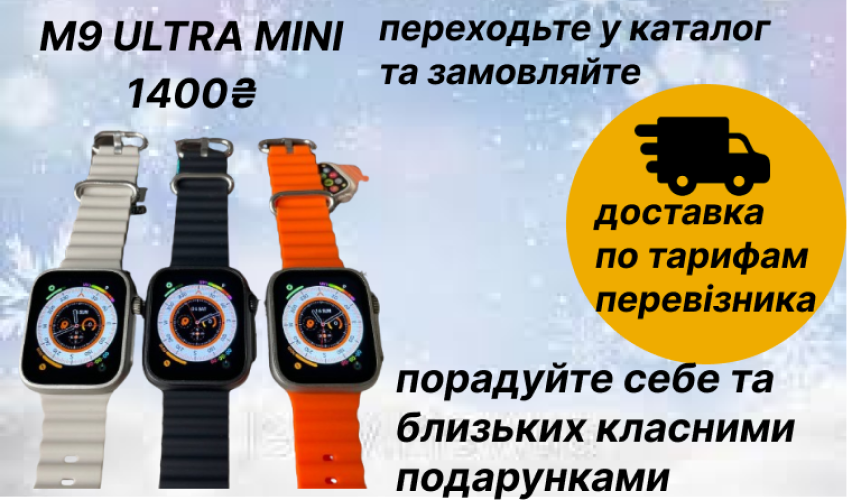 M9 ULTRA MINI
1400₴
переходьте у каталог
та замовляйте
доставка
по тарифам
перевізника
порадуйте себе та
близьких класними
подарунками